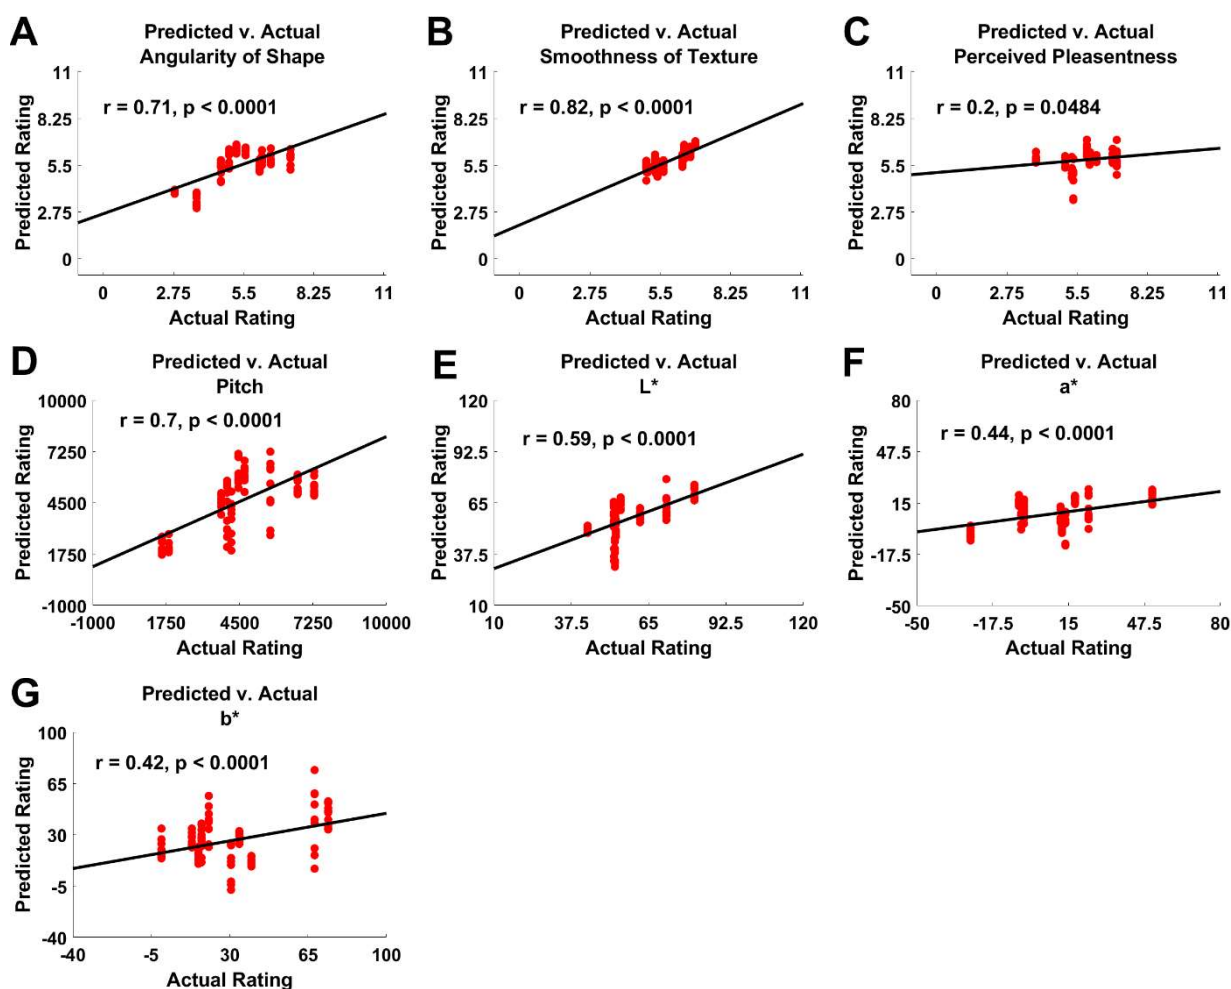 A
Predicted v. Actual
Angularity of Shape
r = 0.71, p < 0.0001
11
8.25
5.5
2.75
0
Predicted Rating
0 2.75 5.5 8.25 11
Actual Rating
B
Predicted v. Actual
Smoothness of Texture
r = 0.82, p < 0.0001
11
8.25
5.5
2.75
0
Predicted Rating
0 2.75 5.5 8.25 11
Actual Rating
C
Predicted v. Actual
Perceived Pleasentness
r = 0.2, p = 0.0484
11
8.25
5.5
2.75
0
Predicted Rating
0 2.75 5.5 8.25 11
Actual Rating
D
Predicted v. Actual
Pitch
r = 0.7, p < 0.0001
10000
7250
4500
1750
-1000
Predicted Rating
-1000 1750 4500 7250 10000
Actual Rating
E
Predicted v. Actual
L*
r = 0.59, p < 0.0001
120
92.5
65
37.5
10
Predicted Rating
10 37.5 65 92.5 120
Actual Rating
F
Predicted v. Actual
a*
r = 0.44, p < 0.0001
80
47.5
15
-17.5
-50
Predicted Rating
-50 -17.5 15 47.5 80
Actual Rating
G
Predicted v. Actual
b*
r = 0.42, p < 0.0001
100
65
30
-5
-40
Predicted Rating
-40 -5 30 65 100
Actual Rating